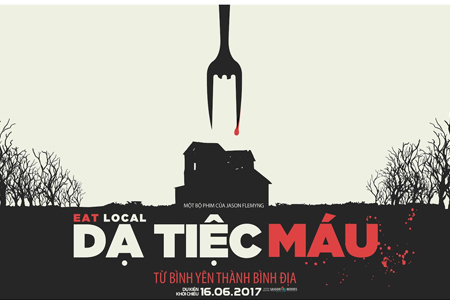 MỘT BỘ PHIM CỦA JASON FLEMYNG
EAT LOCAL
DẠ TIỆC MÁU
TỪ BÌNH YÊN THÀNH BÌNH ĐỊA
DỰ KIẾN
KHỞI CHIẾU 16.06.2017